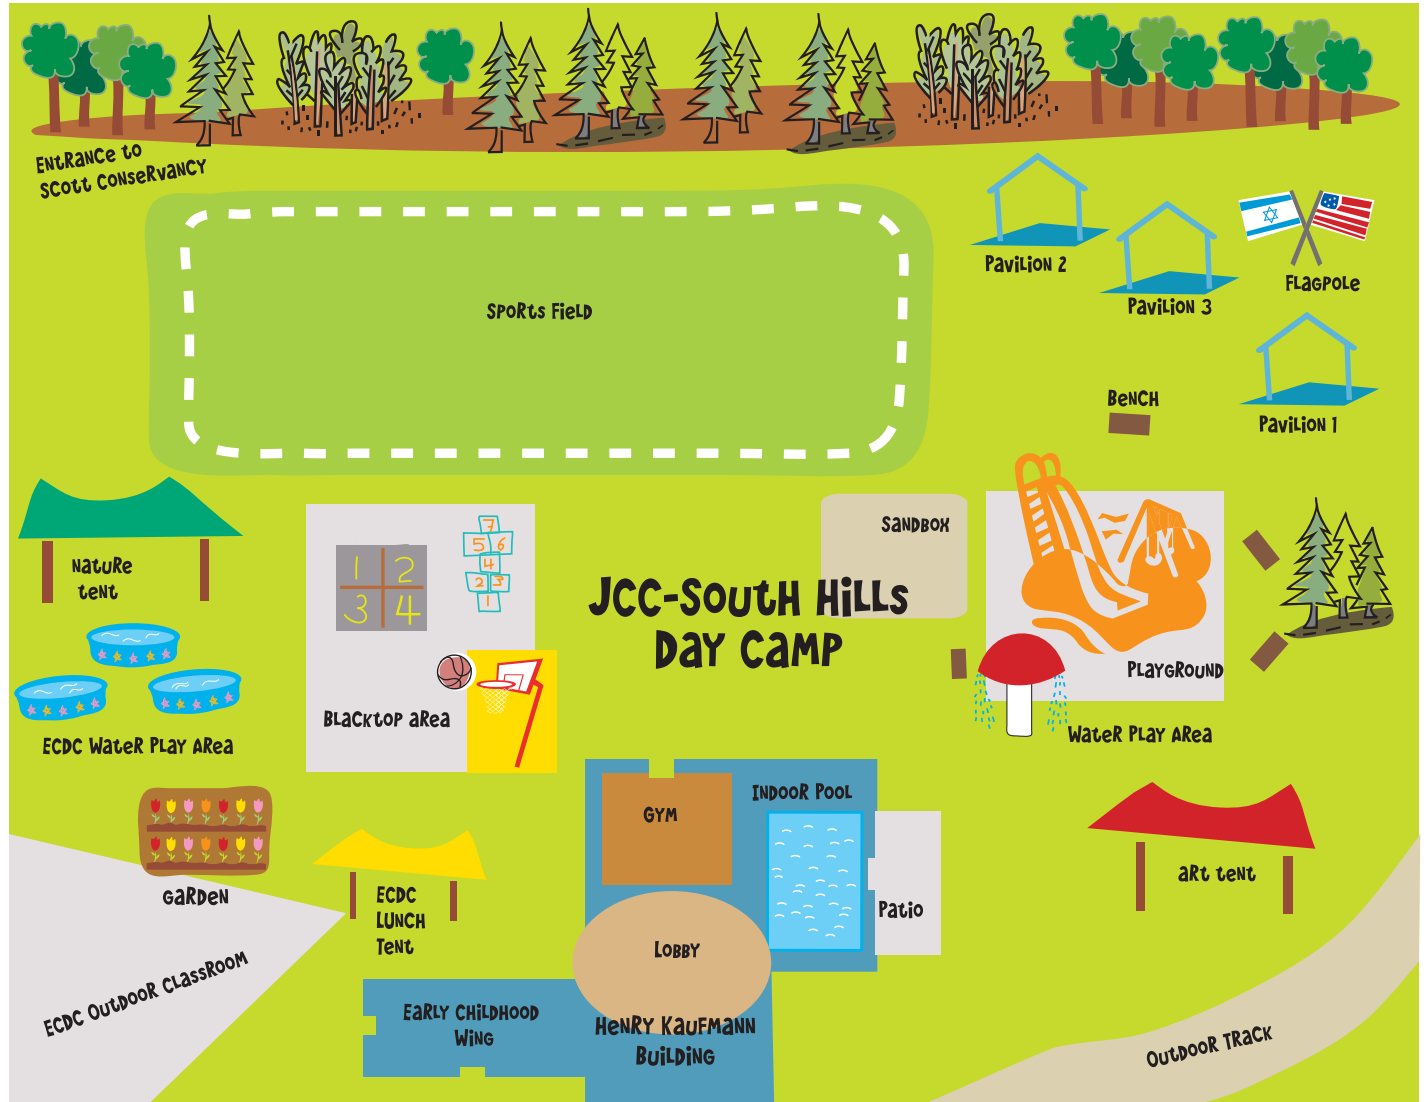 Entrance to
Scott Conservancy
Sports Field
Pavilion 2
Pavilion 3
Flagpole
Pavilion 1
Bench
Nature
tent
1 2
3 4
7
5 6
4
2 3
1
Sandbox
JCC-South Hills
Day Camp
Playground
Blacktop area
ECDC Water Play Area
Water Play Area
Garden
ECDC
Lunch
Tent
Gym
Indoor Pool
Patio
Lobby
art tent
ECDC Outdoor Classroom
Early Childhood
Wing
Henry Kaufmann
Building
Outdoor Track